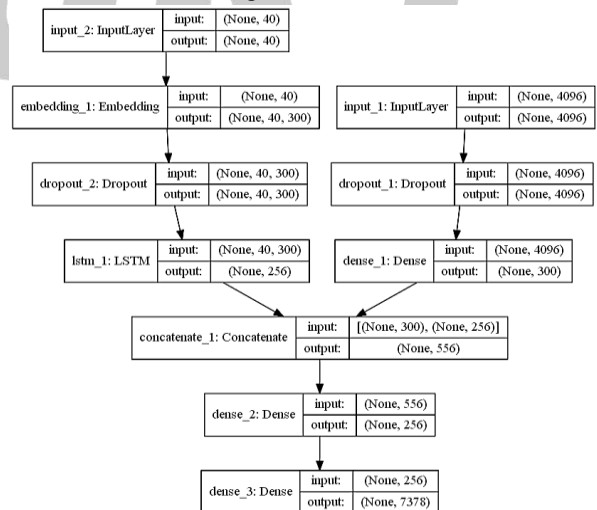 input_2: InputLayer
input: (None, 40)
output: (None, 40)
embedding_1: Embedding
input: (None, 40)
output: (None, 40, 300)
input_1: InputLayer
input: (None, 4096)
output: (None, 4096)
dropout_2: Dropout
input: (None, 40, 300)
output: (None, 40, 300)
dropout_1: Dropout
input: (None, 4096)
output: (None, 4096)
lstm_1: LSTM
input: (None, 40, 300)
output: (None, 256)
dense_1: Dense
input: (None, 4096)
output: (None, 300)
concatenate_1: Concatenate
input: [(None, 300), (None, 256)]
output: (None, 556)
dense_2: Dense
input: (None, 556)
output: (None, 256)
dense_3: Dense
input: (None, 256)
output: (None, 7378)